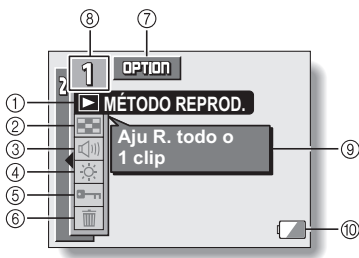 ⑧ ⑦
2 1 OPTION
① MÉTODO REPROD.
②
Aju R. todo o
1 clip
③
④
⑨
⑤
⑥
⑩